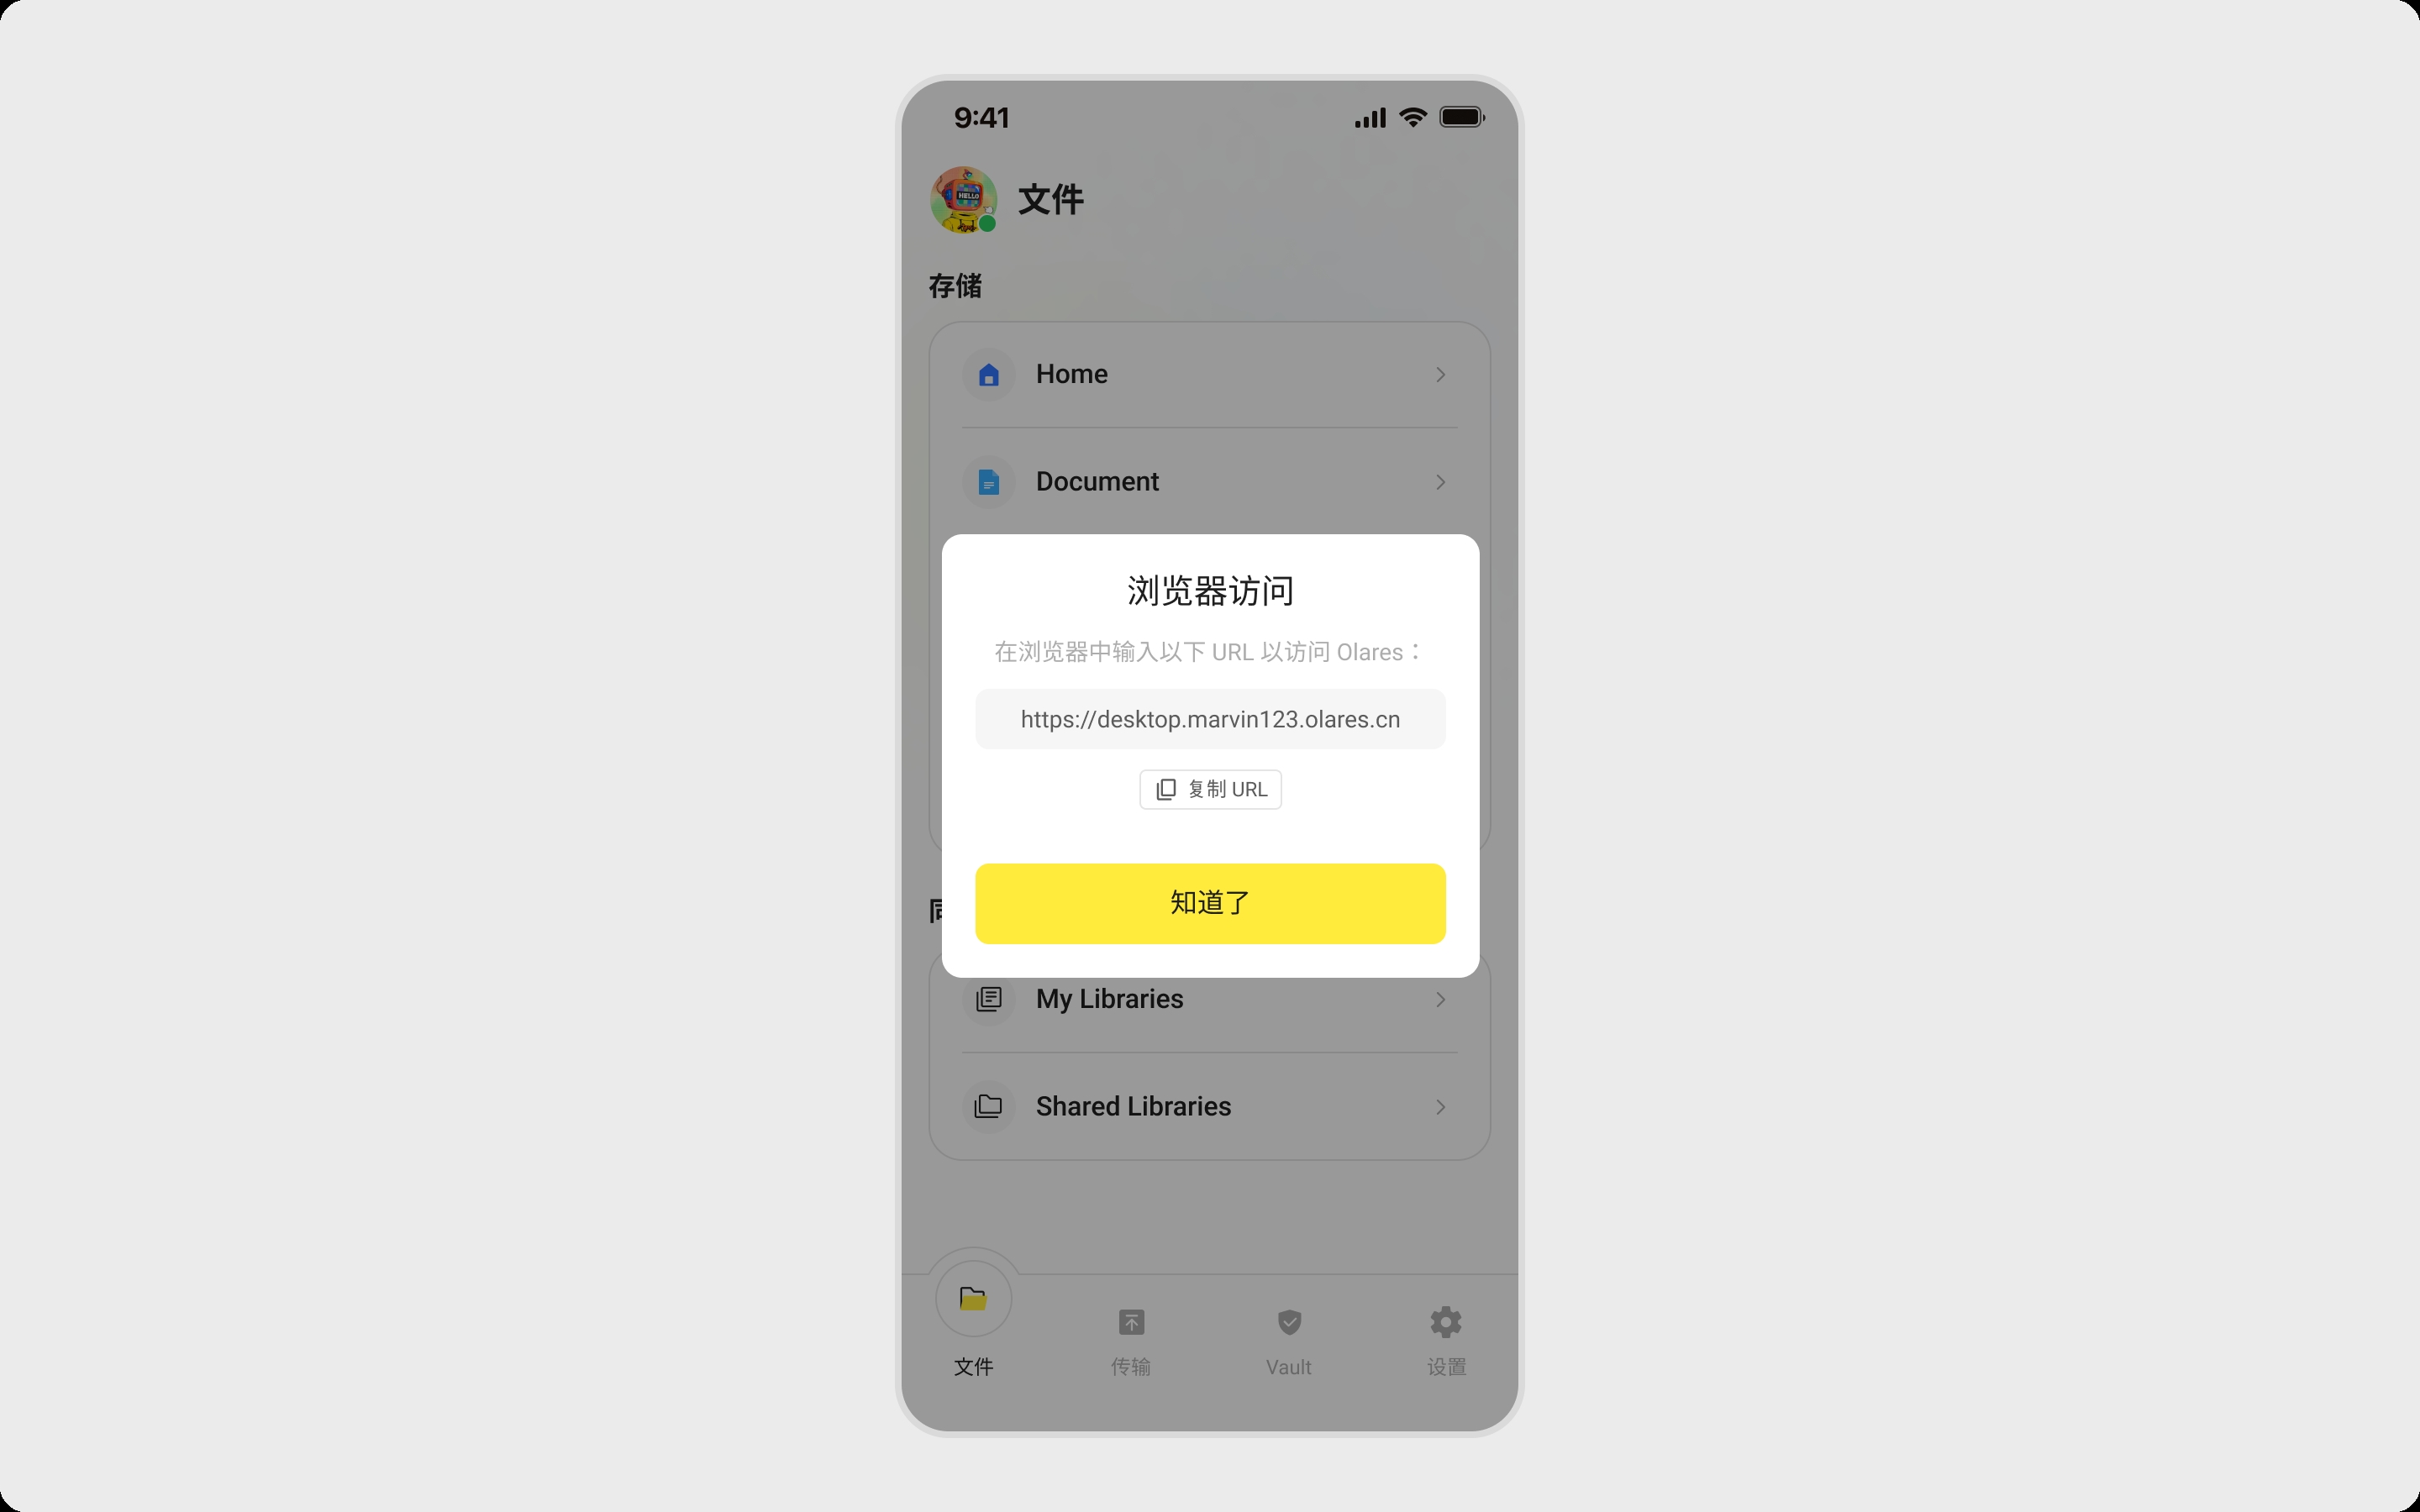 9:41
HELLO
文件
存储
Home
Document
浏览器访问
在浏览器中输入以下 URL 以访问 Olares：
https://desktop.marvin123.olares.cn
复制 URL
知道了
My Libraries
Shared Libraries
文件
传输
Vault
设置